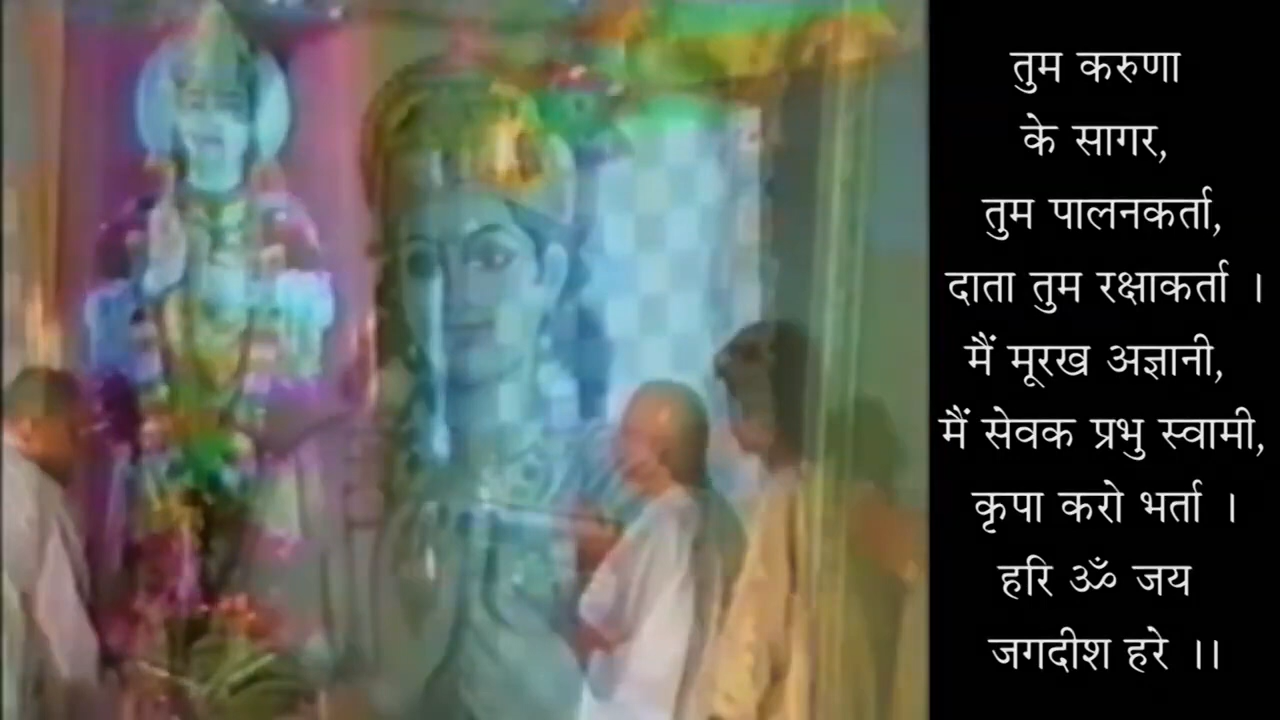 तुम करुणा
के सागर,
तुम पालनकर्ता,
दाता तुम रक्षाकर्ता ।
मैं मूरख अज्ञानी,
मैं सेवक प्रभु स्वामी,
कृपा करो भर्ता ।
हरि ॐ जय
जगदीश हरे ।।